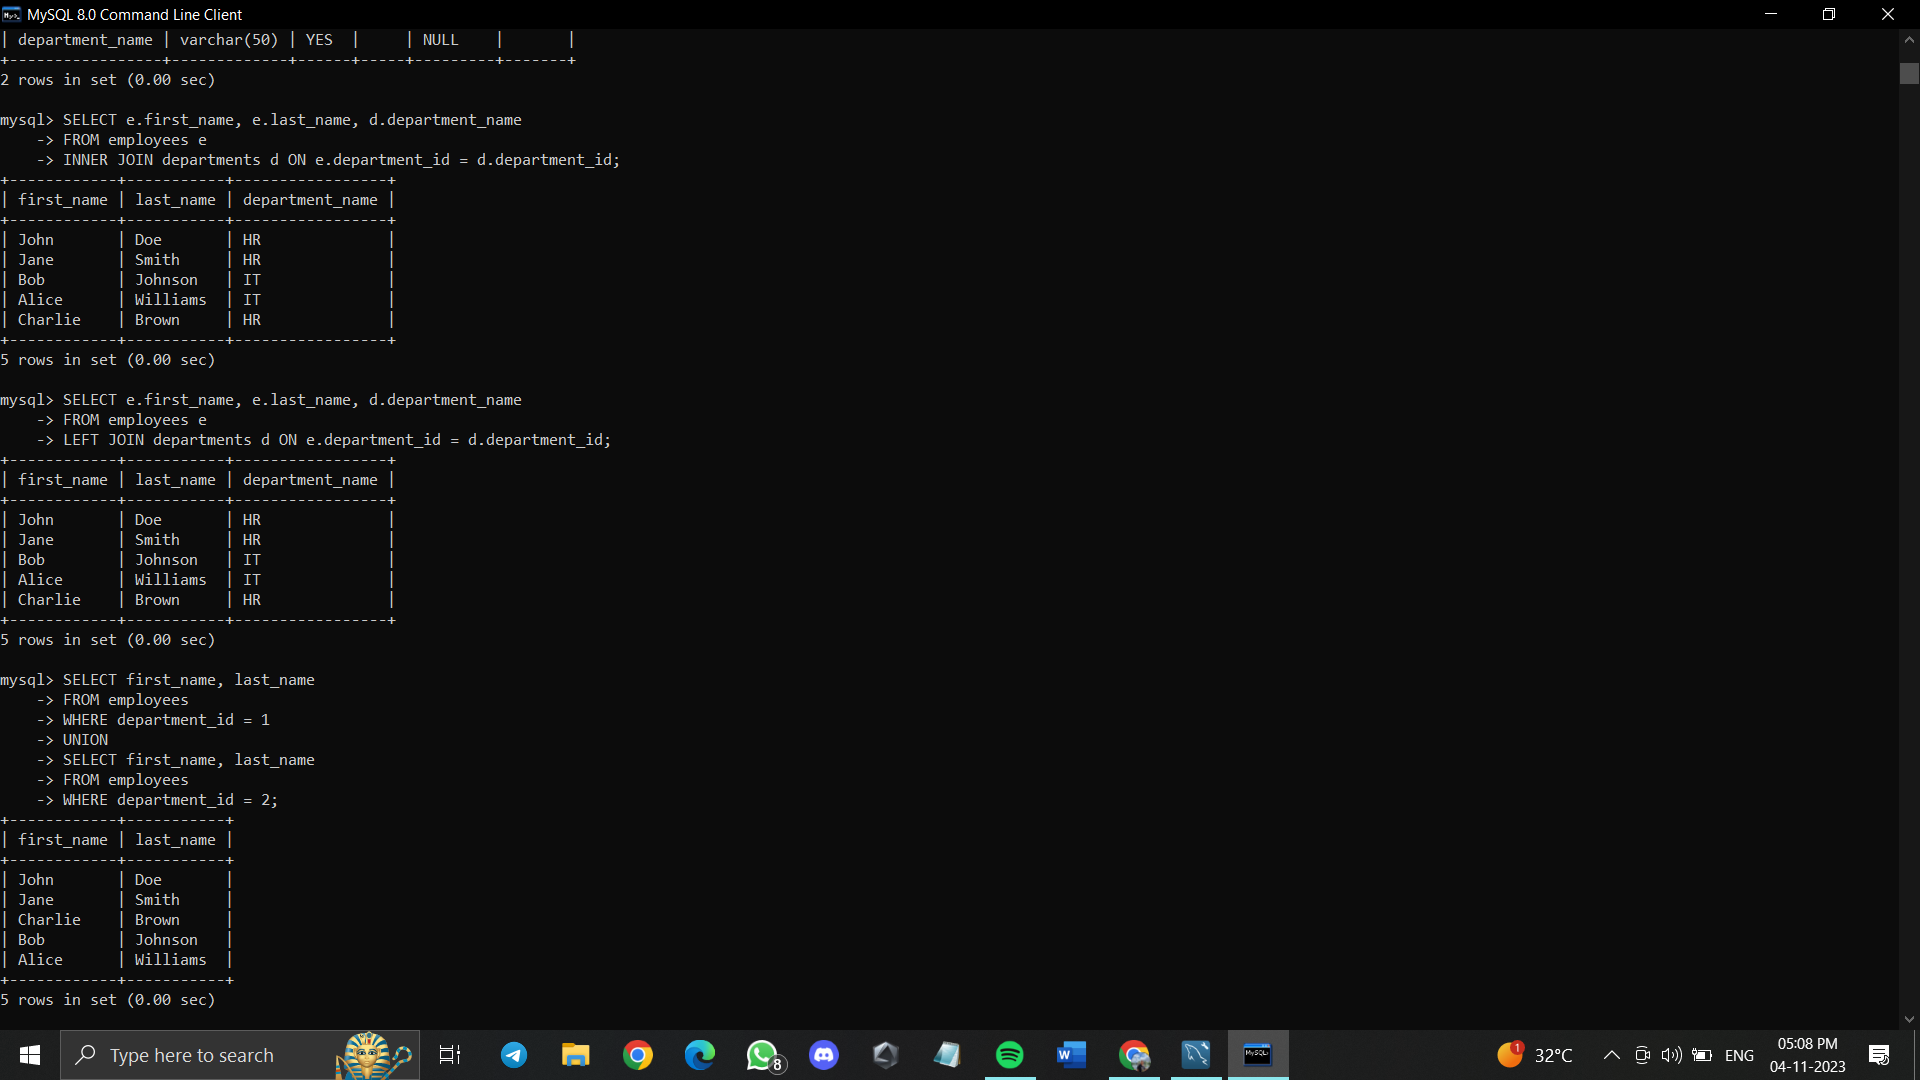 MySQL 8.0 Command Line Client
| department_name | varchar(50) | YES  |     | NULL    |       |
+-----------------+-------------+------+-----+---------+-------+
2 rows in set (0.00 sec)

mysql> SELECT e.first_name, e.last_name, d.department_name
    -> FROM employees e
    -> INNER JOIN departments d ON e.department_id = d.department_id;
+------------+-----------+-----------------+
| first_name | last_name | department_name |
+------------+-----------+-----------------+
| John       | Doe       | HR              |
| Jane       | Smith     | HR              |
| Bob        | Johnson   | IT              |
| Alice      | Williams  | IT              |
| Charlie    | Brown     | HR              |
+------------+-----------+-----------------+
5 rows in set (0.00 sec)

mysql> SELECT e.first_name, e.last_name, d.department_name
    -> FROM employees e
    -> LEFT JOIN departments d ON e.department_id = d.department_id;
+------------+-----------+-----------------+
| first_name | last_name | department_name |
+------------+-----------+-----------------+
| John       | Doe       | HR              |
| Jane       | Smith     | HR              |
| Bob        | Johnson   | IT              |
| Alice      | Williams  | IT              |
| Charlie    | Brown     | HR              |
+------------+-----------+-----------------+
5 rows in set (0.00 sec)

mysql> SELECT first_name, last_name
    -> FROM employees
    -> WHERE department_id = 1
    -> UNION
    -> SELECT first_name, last_name
    -> FROM employees
    -> WHERE department_id = 2;
+------------+-----------+
| first_name | last_name |
+------------+-----------+
| John       | Doe       |
| Jane       | Smith     |
| Charlie    | Brown     |
| Bob        | Johnson   |
| Alice      | Williams  |
+------------+-----------+
5 rows in set (0.00 sec)
Type here to search
8
W
MySQL
1
32°C
ENG
05:08 PM
04-11-2023